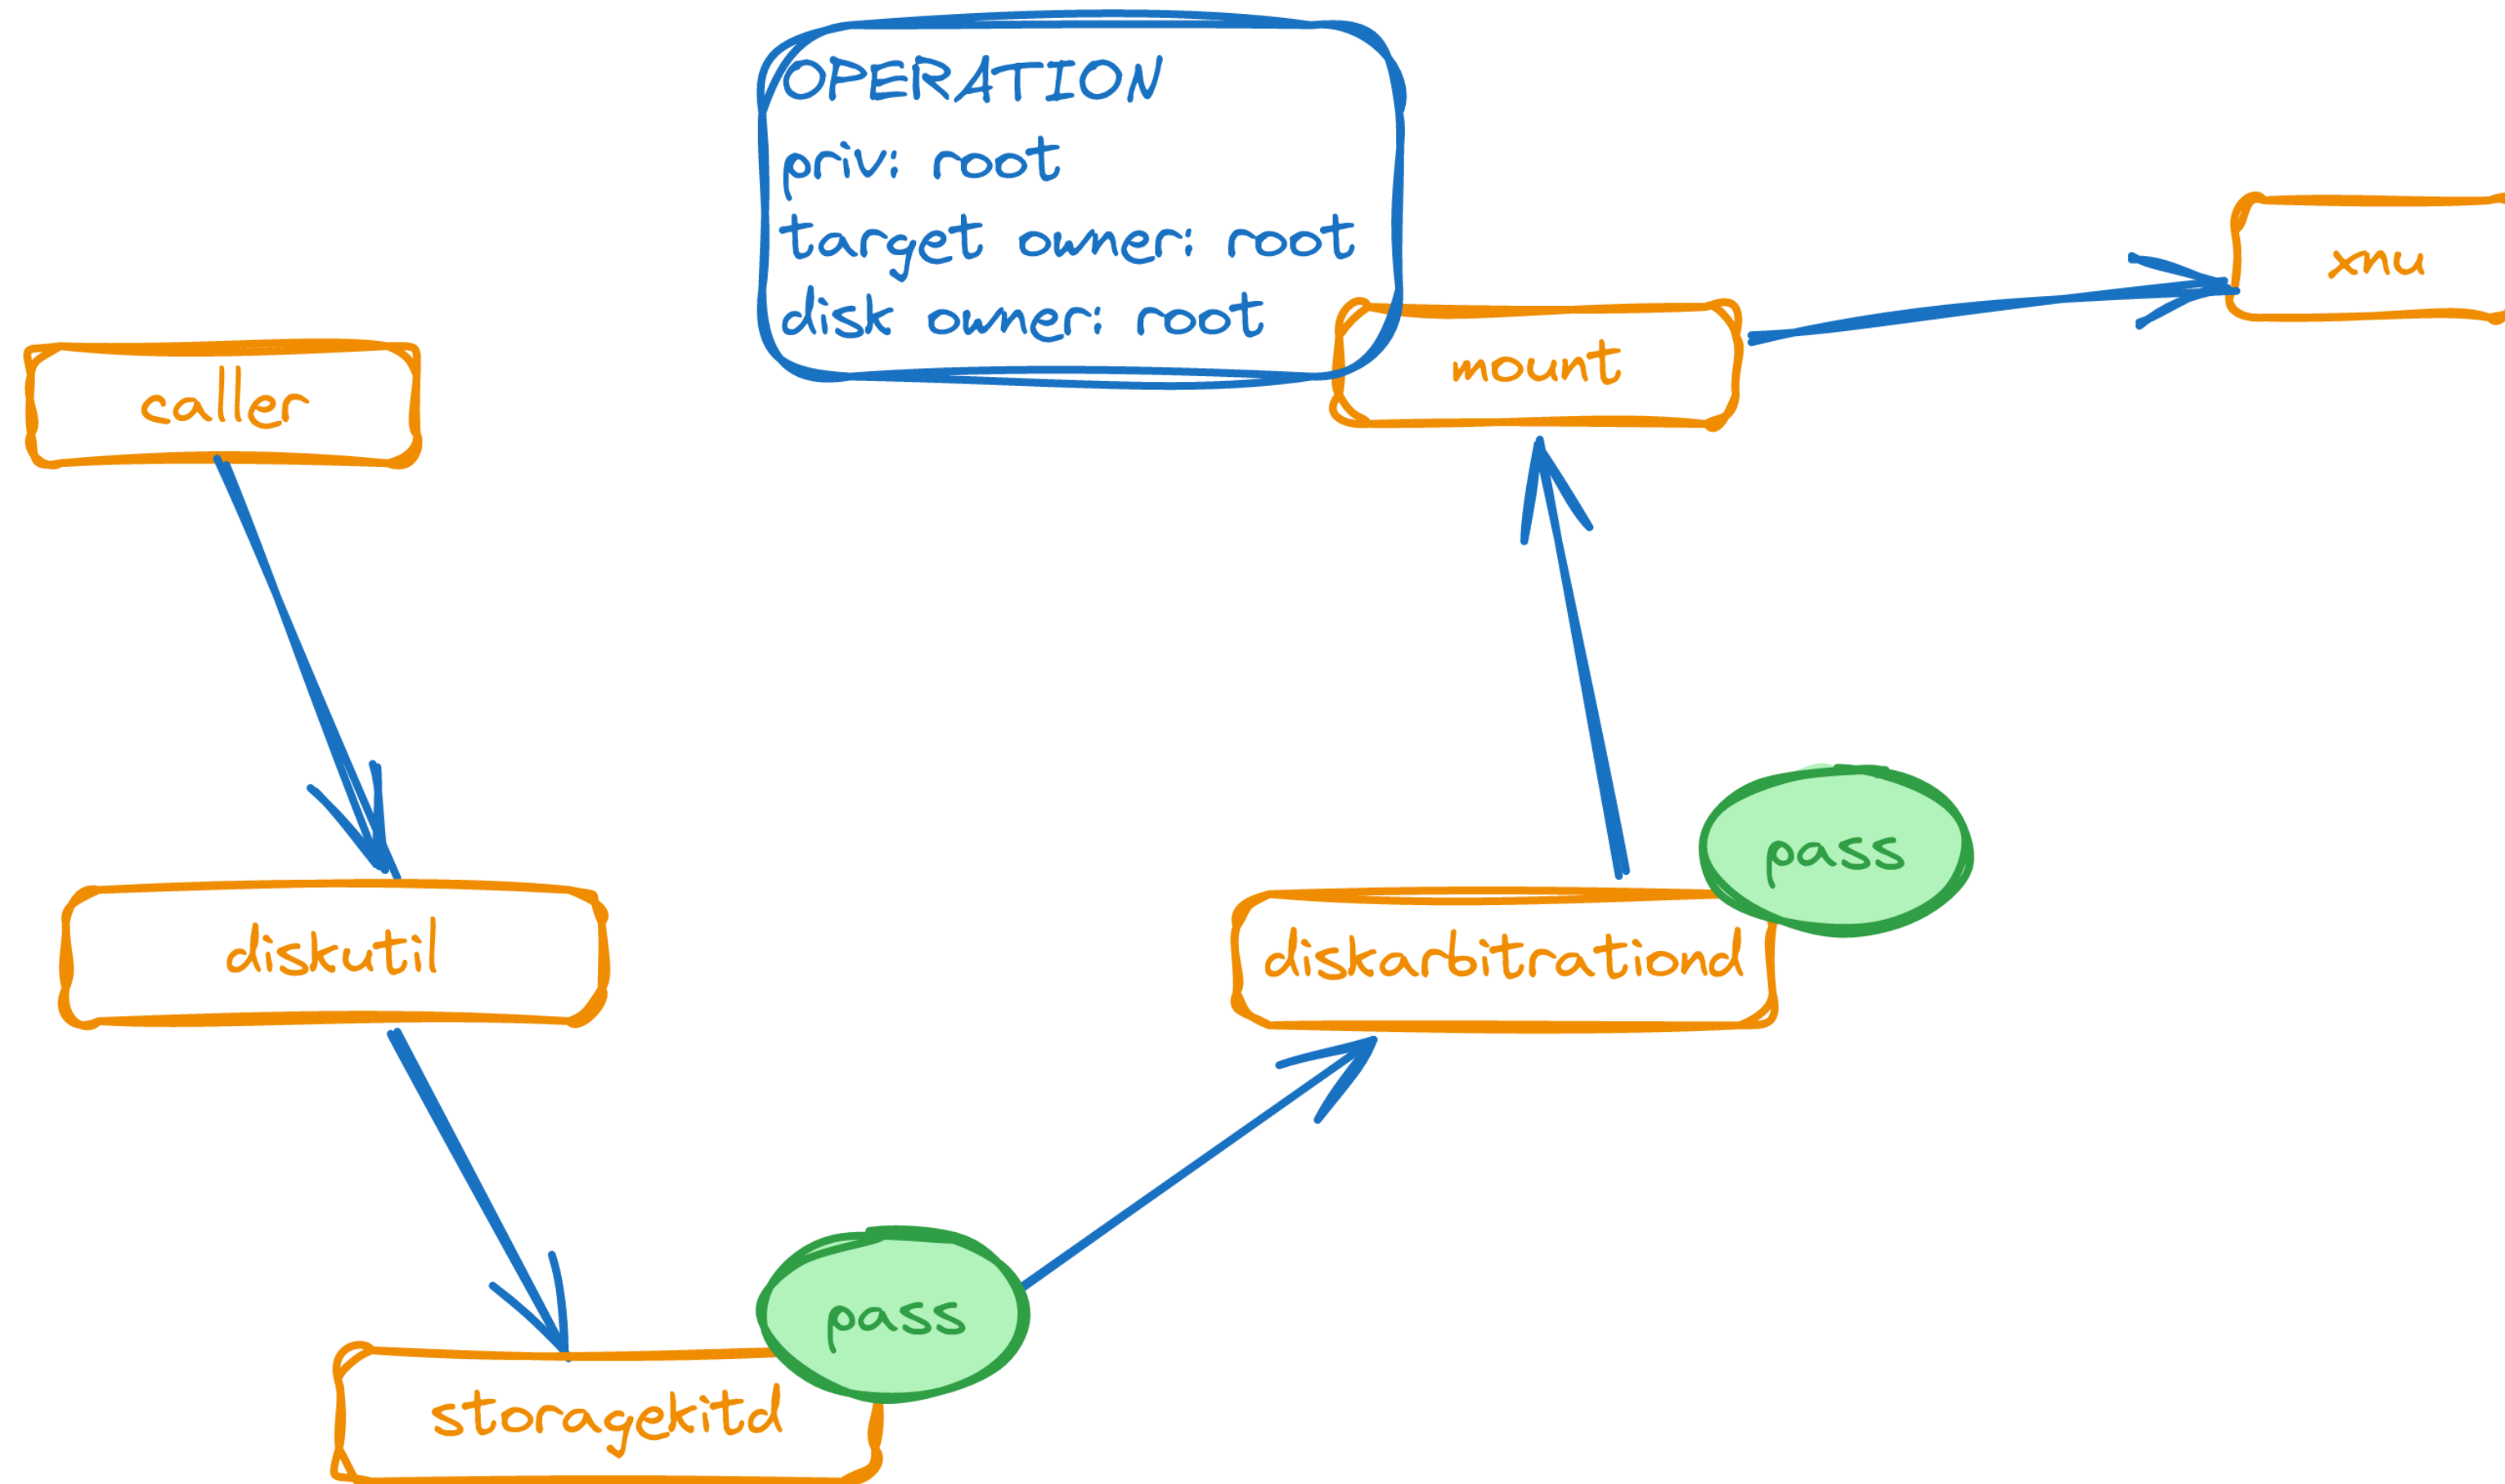 OPERATION
priv: root
target owner: root
disk owner: root
xnu
mount
caller
pass
diskutil
diskarbitrationd
pass
storagekitd